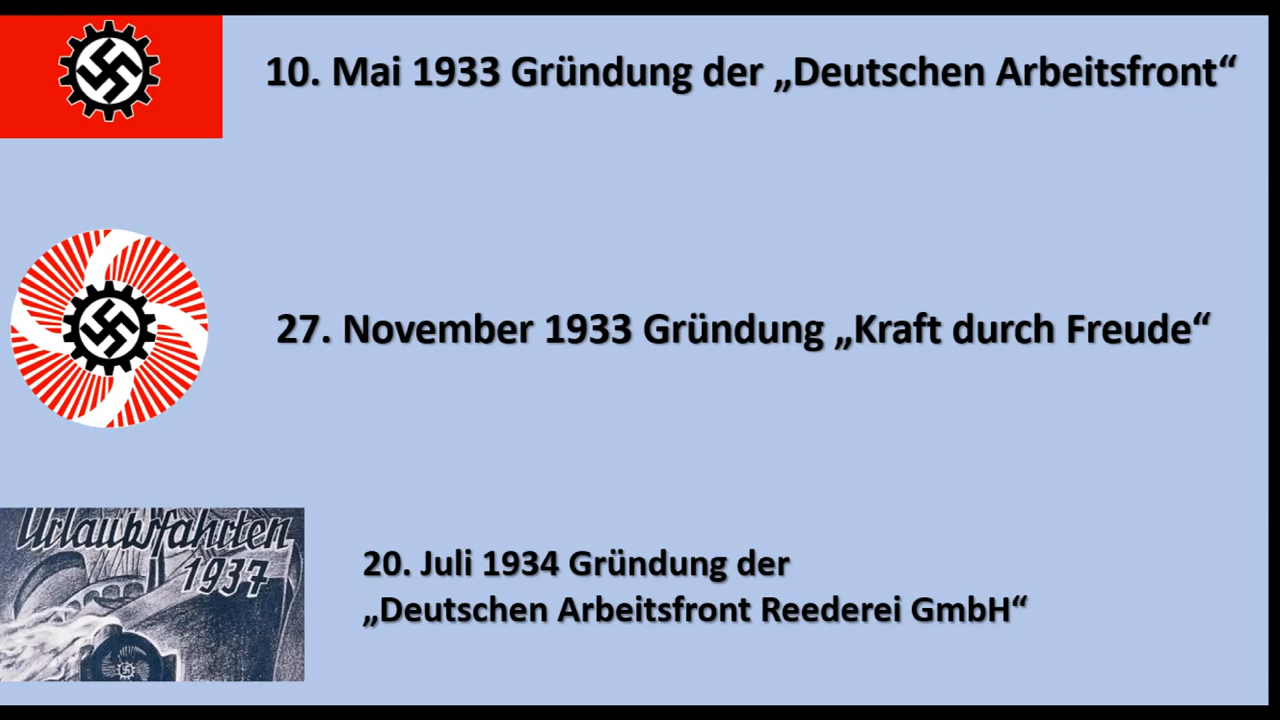 10. Mai 1933 Gründung der „Deutschen Arbeitsfront“
27. November 1933 Gründung „Kraft durch Freude“
Urlaubsfahrten
1937
20. Juli 1934 Gründung der
„Deutschen Arbeitsfront Reederei GmbH“